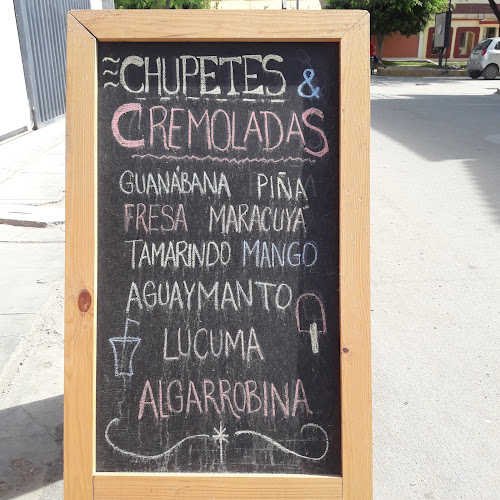 CHUPETES &
CREMOLADAS
GUANÁBANA PIÑA
FRESA MARACUYÁ
TAMARINDO MANGO
AGUAYMANTO
LÚCUMA
ALGARROBINA